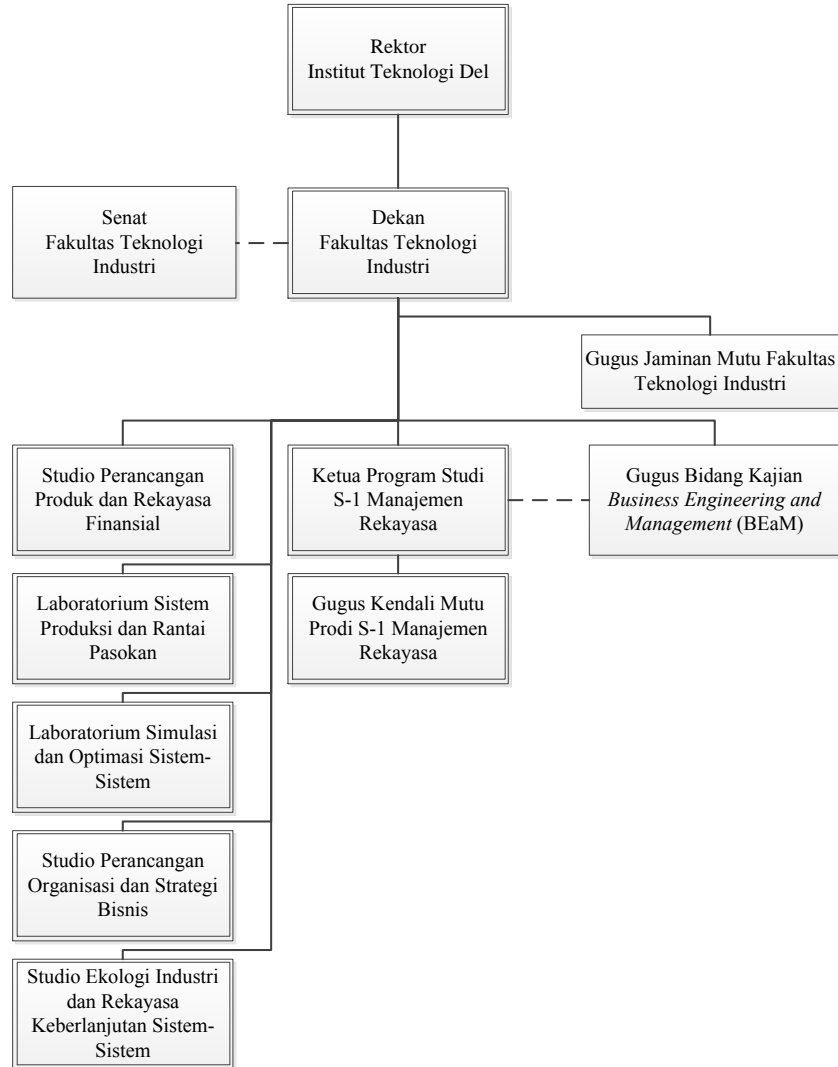 Rektor
Institut Teknologi Del
Senat
Fakultas Teknologi
Industri
Dekan
Fakultas Teknologi
Industri
Gugus Jaminan Mutu Fakultas
Teknologi Industri
Studio Perancangan
Produk dan Rekayasa
Finansial
Ketua Program Studi
S-1 Manajemen
Rekayasa
Gugus Bidang Kajian
Business Engineering and
Management (BEaM)
Laboratorium Sistem
Produksi dan Rantai
Pasokan
Gugus Kendali Mutu
Prodi S-1 Manajemen
Rekayasa
Laboratorium Simulasi
dan Optimasi Sistem-
Sistem
Studio Perancangan
Organisasi dan Strategi
Bisnis
Studio Ekologi Industri
dan Rekayasa
Keberlanjutan Sistem-
Sistem